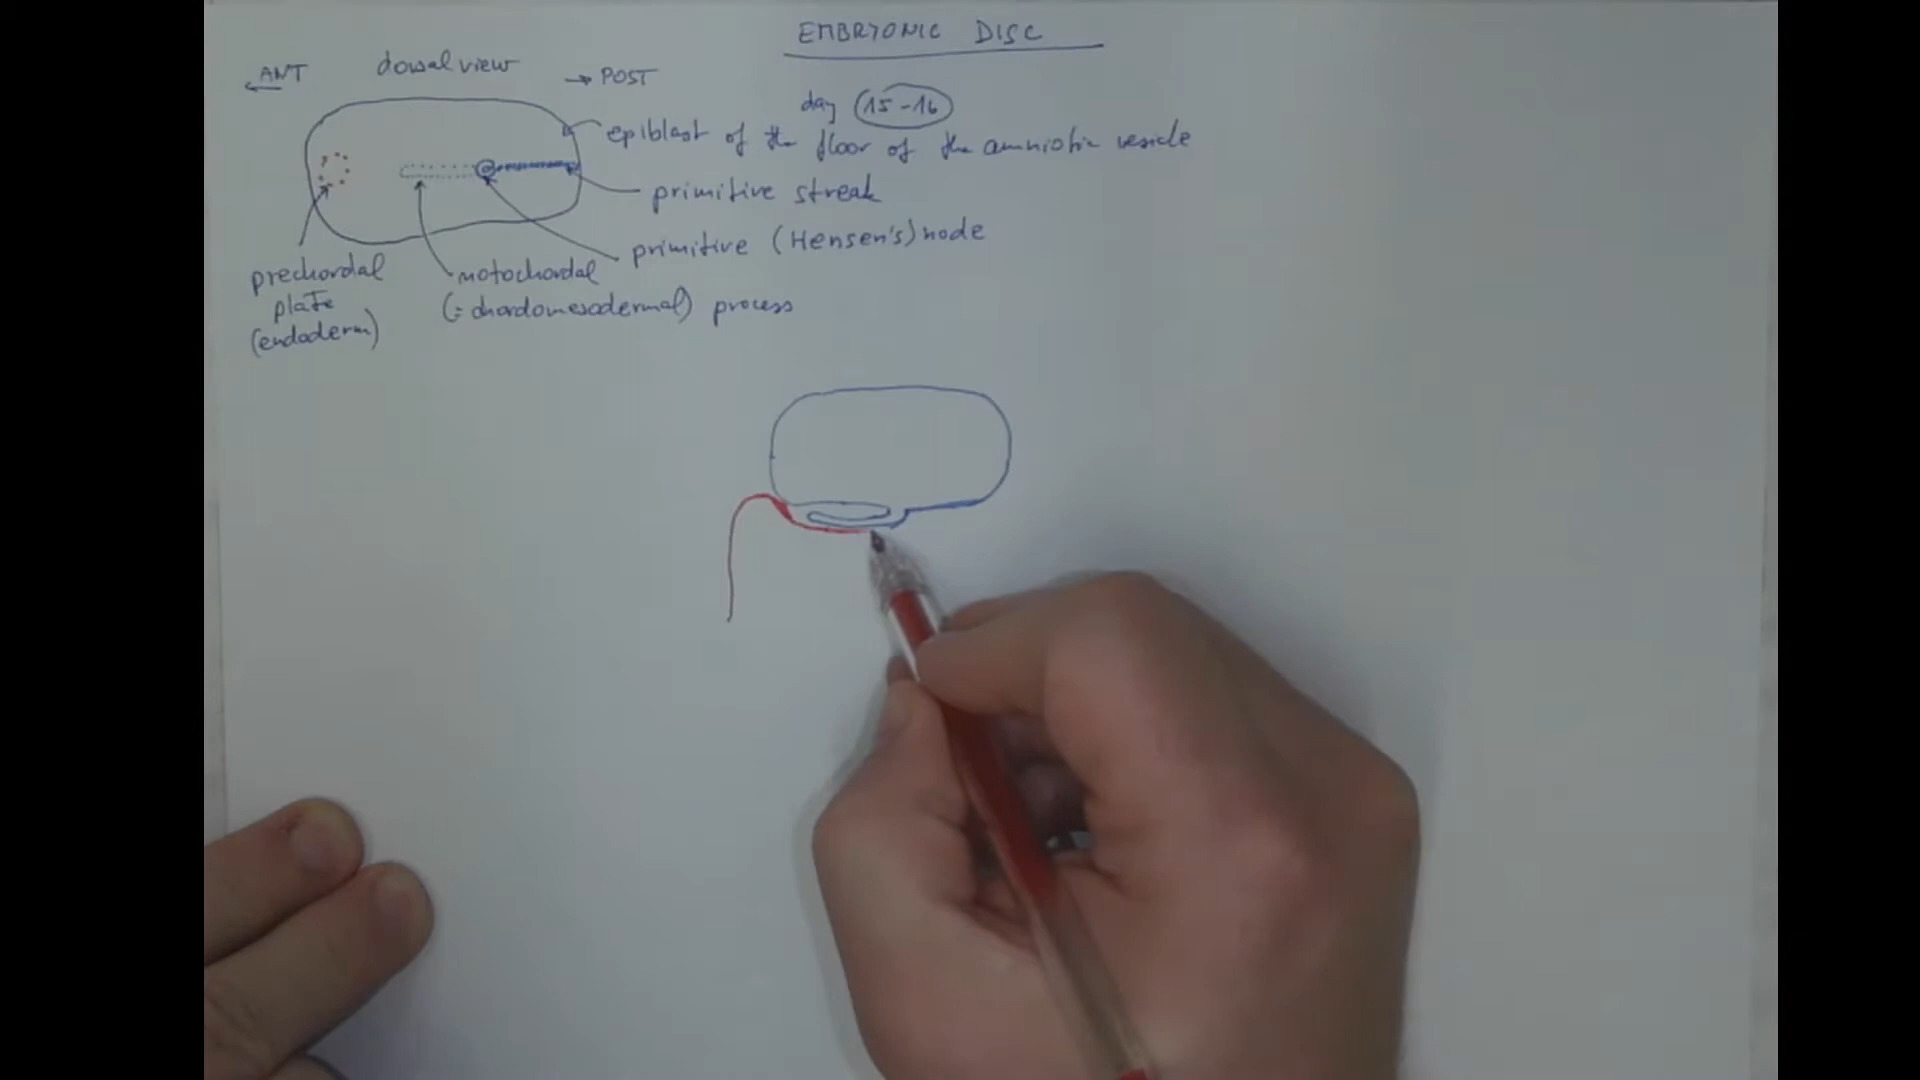 EMBRYONIC DISC
ANT dorsal view → POST
day 15-16
epiblast of the floor of the amniotic vesicle
primitive streak
primitive (Hensen's) node
prechordal
plate
(endoderm)
notochordal
(= chordomesodermal) process